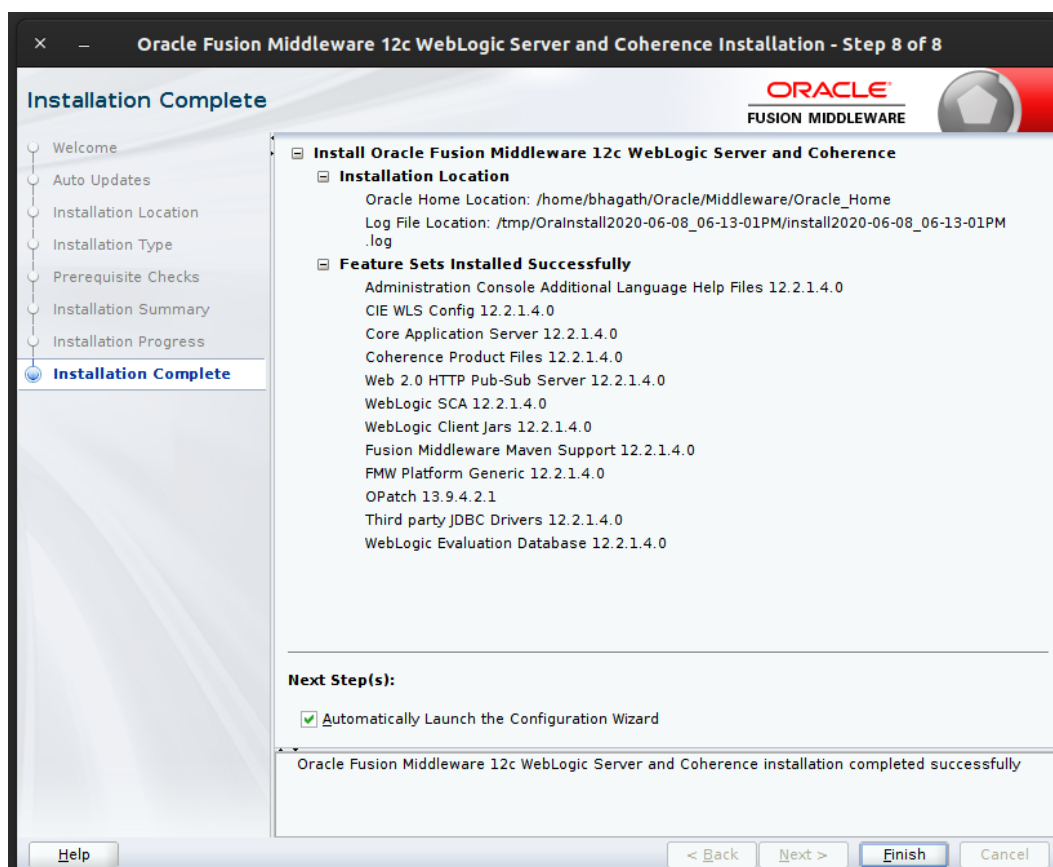 Oracle Fusion Middleware 12c WebLogic Server and Coherence Installation - Step 8 of 8
Installation Complete
ORACLE
FUSION MIDDLEWARE
Welcome
Auto Updates
Installation Location
Installation Type
Prerequisite Checks
Installation Summary
Installation Progress
Installation Complete
Install Oracle Fusion Middleware 12c WebLogic Server and Coherence
Installation Location
Oracle Home Location: /home/bhagath/Oracle/Middleware/Oracle_Home
Log File Location: /tmp/OraInstall2020-06-08_06-13-01PM/install2020-06-08_06-13-01PM
.log
Feature Sets Installed Successfully
Administration Console Additional Language Help Files 12.2.1.4.0
CIE WLS Config 12.2.1.4.0
Core Application Server 12.2.1.4.0
Coherence Product Files 12.2.1.4.0
Web 2.0 HTTP Pub-Sub Server 12.2.1.4.0
WebLogic SCA 12.2.1.4.0
WebLogic Client Jars 12.2.1.4.0
Fusion Middleware Maven Support 12.2.1.4.0
FMW Platform Generic 12.2.1.4.0
OPatch 13.9.4.2.1
Third party JDBC Drivers 12.2.1.4.0
WebLogic Evaluation Database 12.2.1.4.0
Next Step(s):
Automatically Launch the Configuration Wizard
Oracle Fusion Middleware 12c WebLogic Server and Coherence installation completed successfully
Help
< Back
Next >
Finish
Cancel